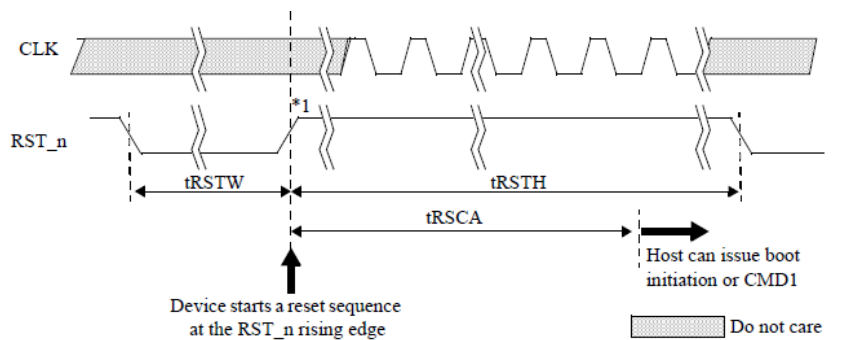 CLK
*1
RST_n
tRSTW
tRSTH
tRSCA
Host can issue boot
initiation or CMD1
Device starts a reset sequence
at the RST_n rising edge
Do not care